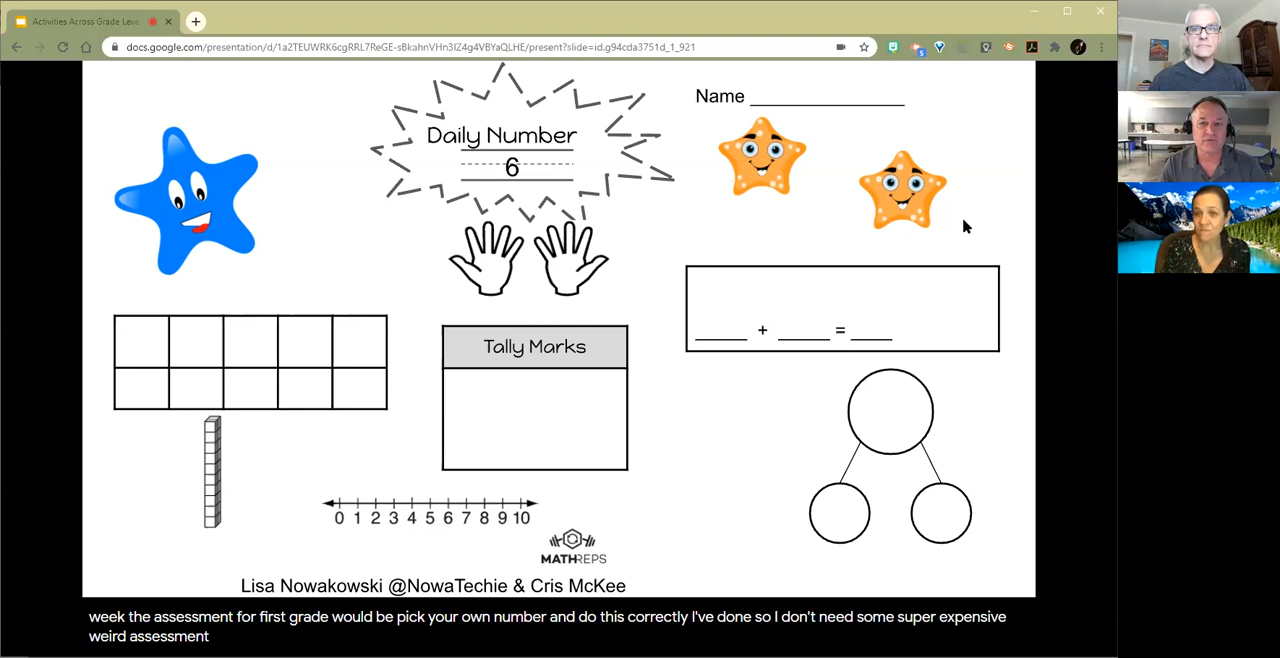 Activities Across Grade Leve
docs.google.com/presentation/d/1a2TEUWRK6cgRRL7ReGE-sBkahnVHn3IZ4g4VBYaQLHE/present?slide=id.g94cda3751d_1_921
5
Daily Number
6
Name
Tally Marks
+ =
0 1 2 3 4 5 6 7 8 9 10
MATHREPS
Lisa Nowakowski @NowaTechie & Cris McKee
week the assessment for first grade would be pick your own number and do this correctly I've done so I don't need some super expensive
weird assessment